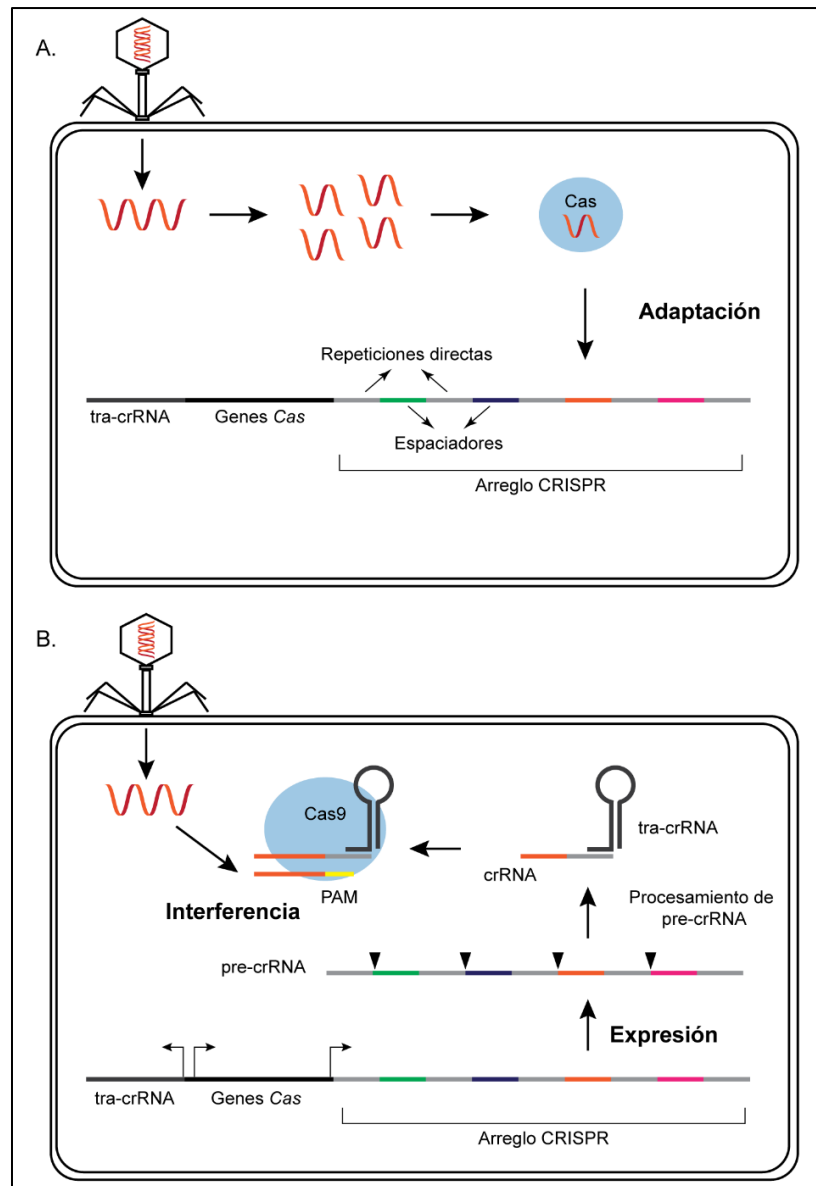 A.
Cas
Adaptación
Repeticiones directas
tra-crRNA
Genes Cas
Espaciadores
Arreglo CRISPR
B.
Cas9
tra-crRNA
crRNA
PAM
Interferencia
Procesamiento de
pre-crRNA
pre-crRNA
Expresión
tra-crRNA
Genes Cas
Arreglo CRISPR